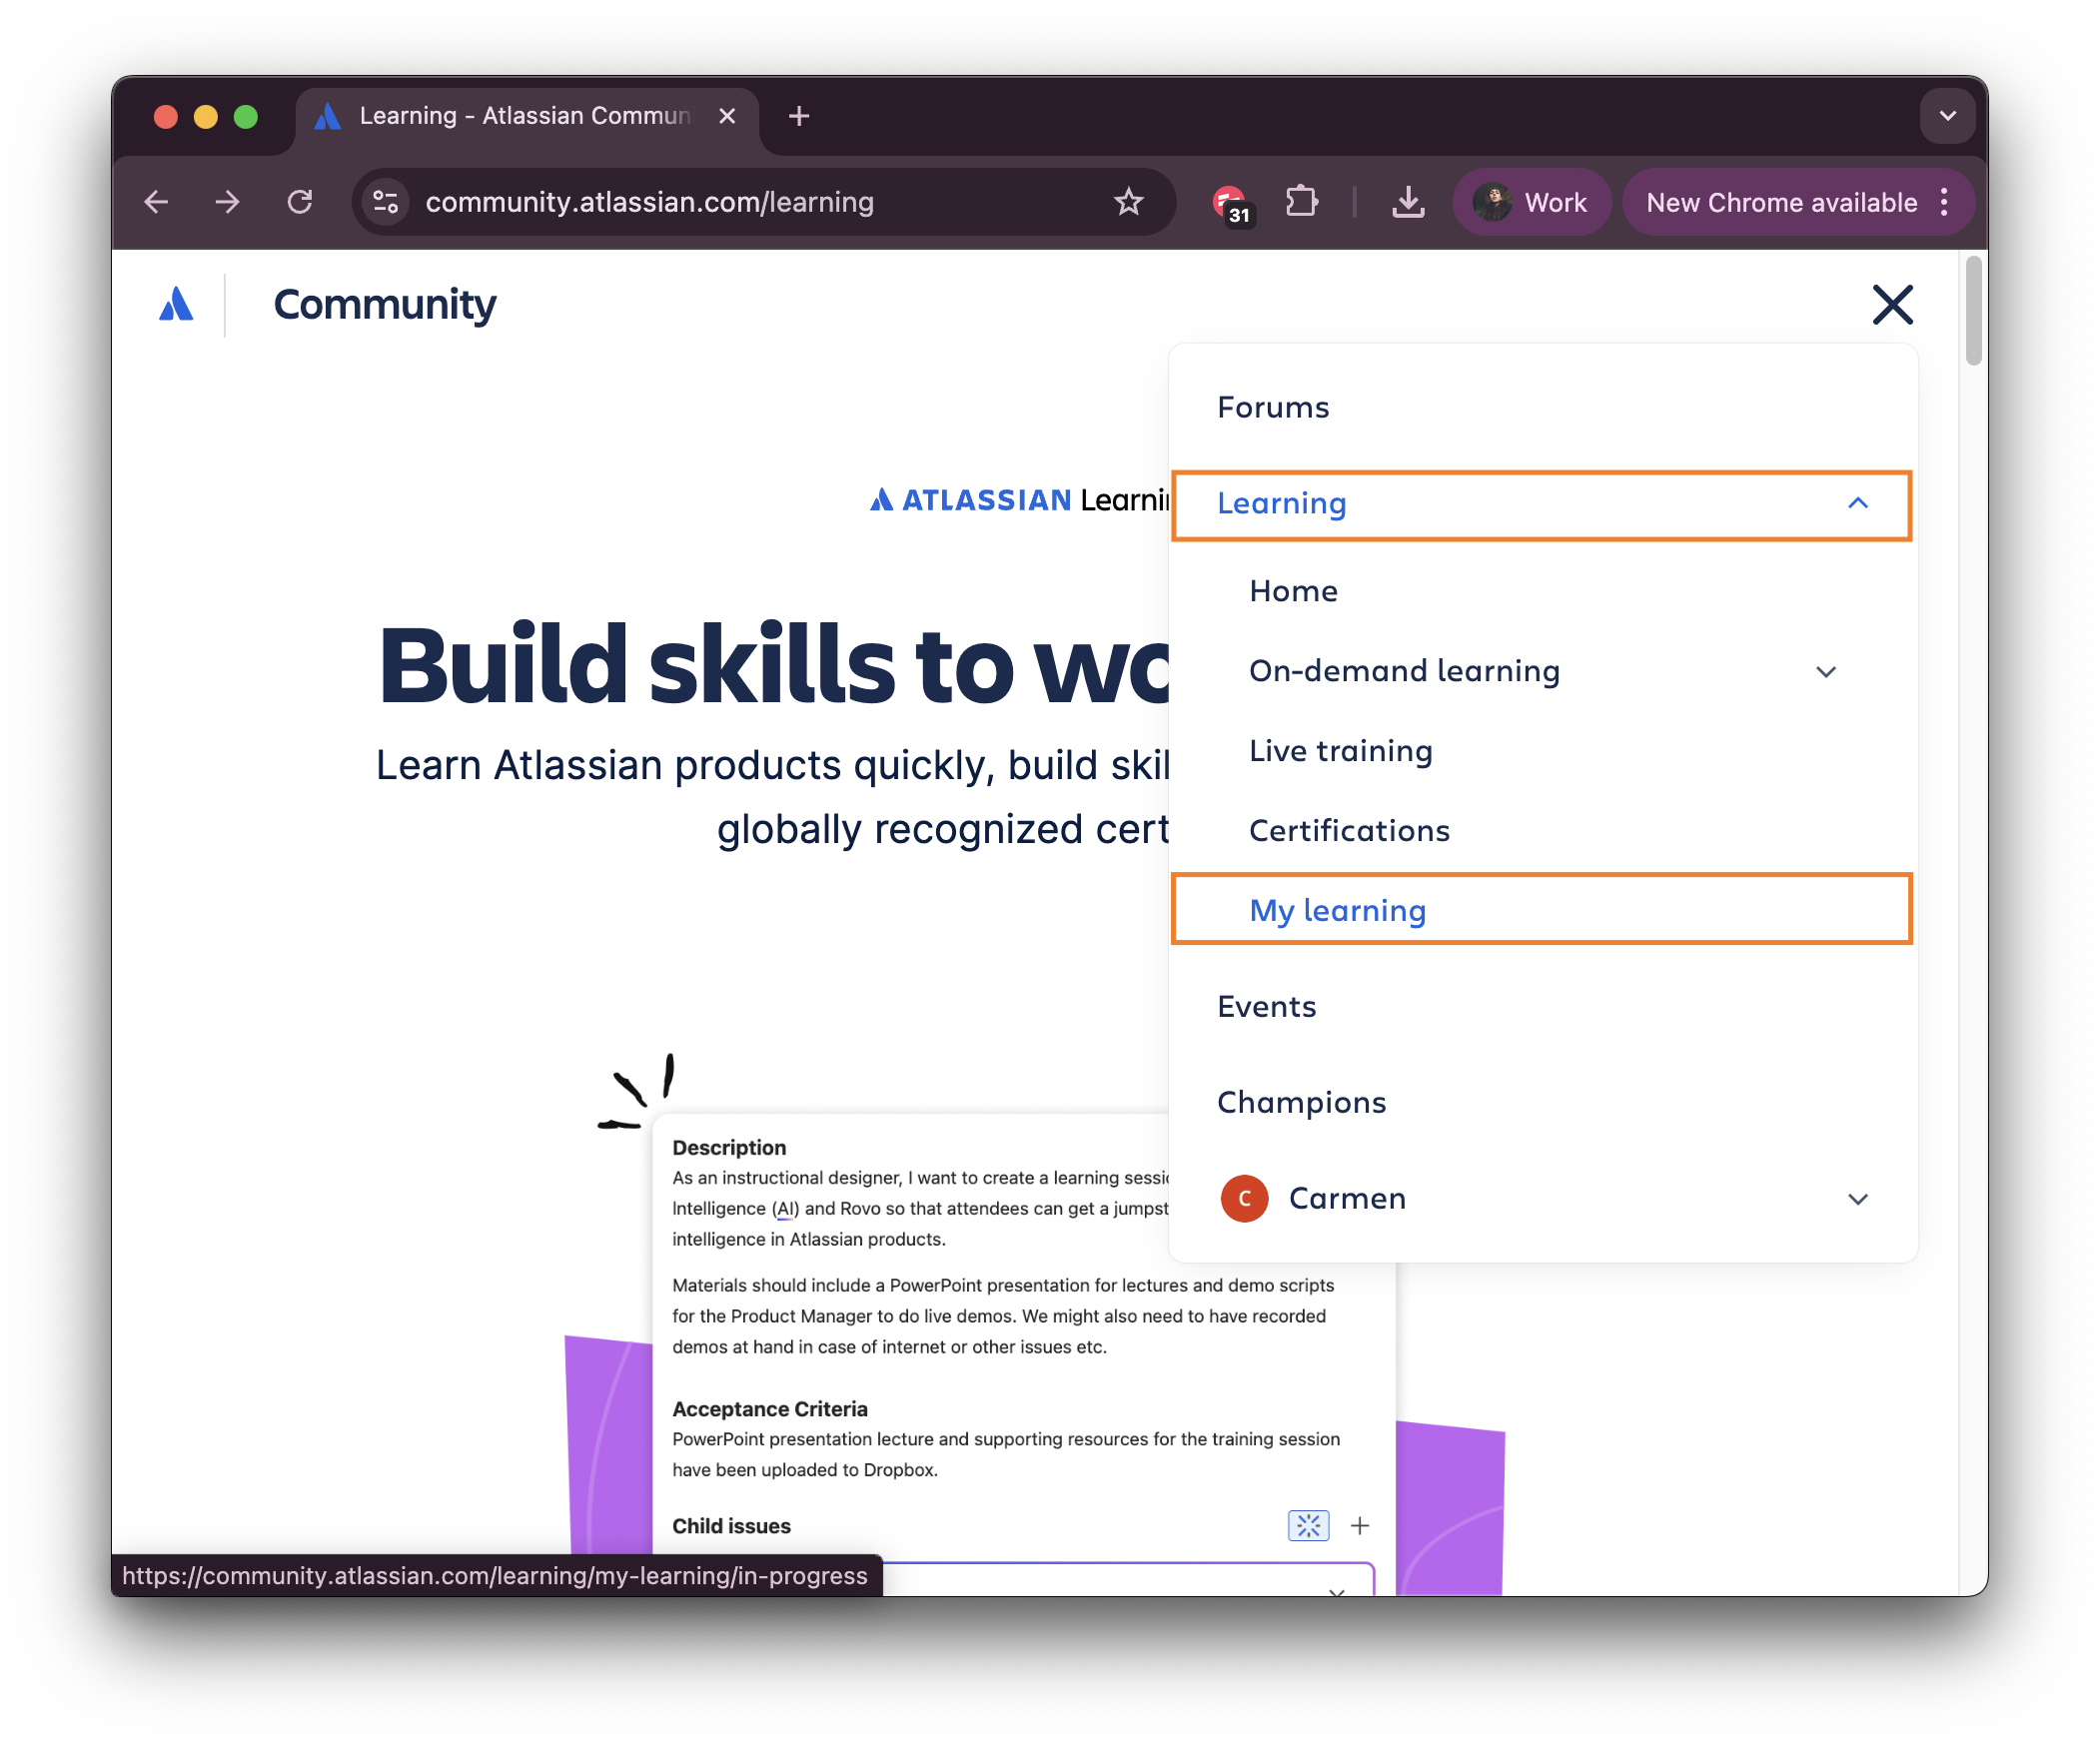 Learning - Atlassian Commun
community.atlassian.com/learning
31
Work
New Chrome available
Community
Forums
ATLASSIAN Learnin
Learning
Home
Build skills to wo
On-demand learning
Learn Atlassian products quickly, build skil
Live training
globally recognized cert
Certifications
My learning
Events
Champions
C Carmen
Description
As an instructional designer, I want to create a learning sessio
Intelligence (AI) and Rovo so that attendees can get a jumpst
intelligence in Atlassian products.
Materials should include a PowerPoint presentation for lectures and demo scripts
for the Product Manager to do live demos. We might also need to have recorded
demos at hand in case of internet or other issues etc.
Acceptance Criteria
PowerPoint presentation lecture and supporting resources for the training session
have been uploaded to Dropbox.
Child issues
https://community.atlassian.com/learning/my-learning/in-progress